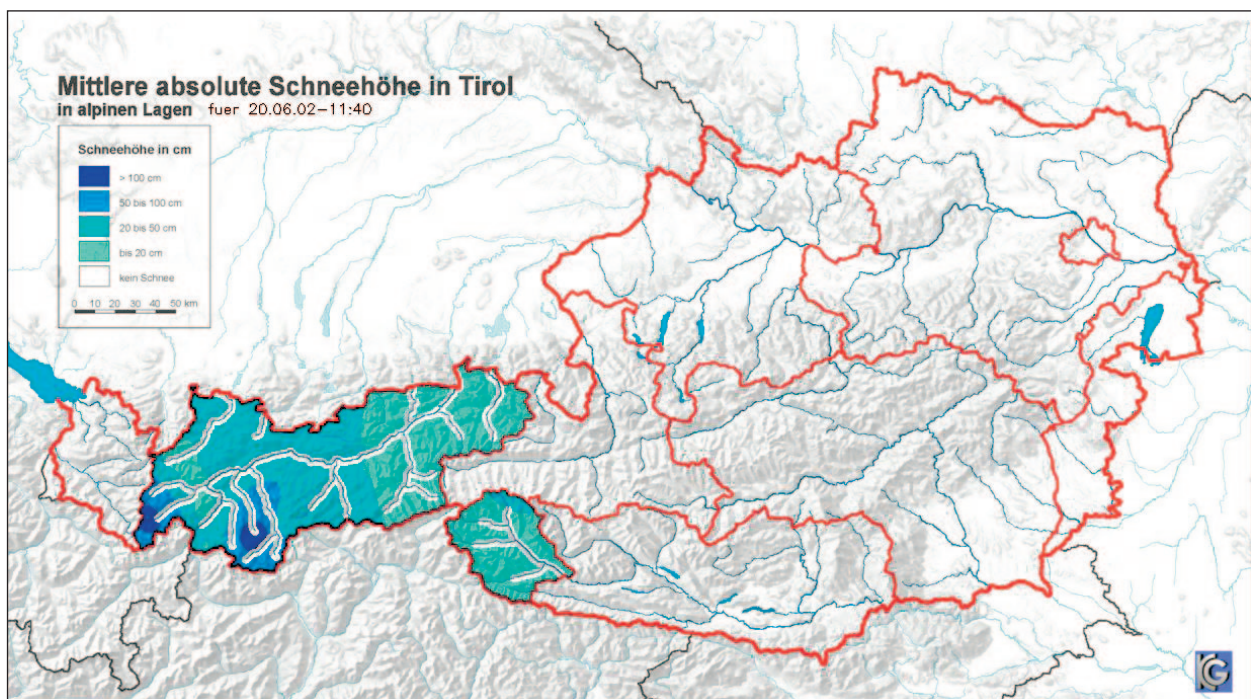 Mittlere absolute Schneehöhe in Tirol
in alpinen Lagen fuer 20.06.02-11:40
Schneehöhe in cm
> 100 cm
50 bis 100 cm
20 bis 50 cm
bis 20 cm
kein Schnee
0 10 20 30 40 50 km